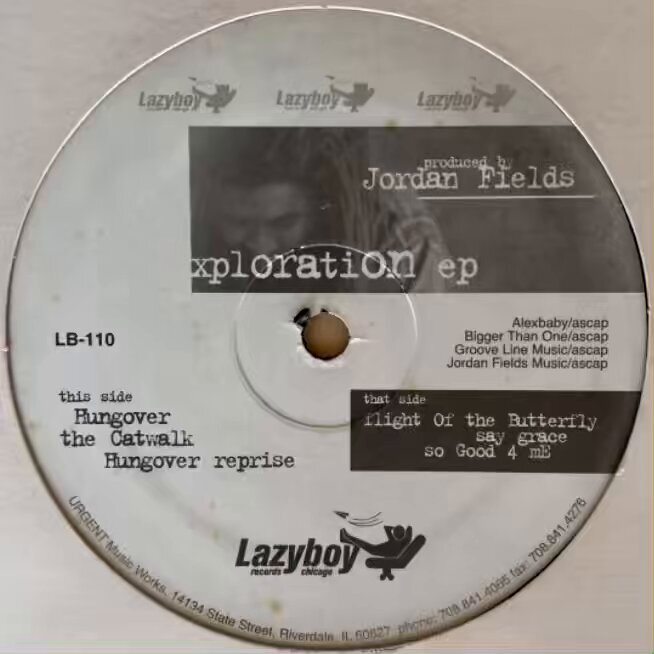 Lazyboy
Lazyboy
Lazyboy
produced by
Jordan Fields
xploration ep
Alexbaby/ascap
Bigger Than One/ascap
Groove Line Music/ascap
Jordan Fields Music/ascap
LB-110
this side
Hungover
the Catwalk
Hungover reprise
that side
flight Of the Butterfly
say grace
so Good 4 mE
Lazyboy
records chicago
URGENT Music Works, 14134 State Street, Riverdale, IL 60627 phone: 708.841.4066 fax: 708.841.4276